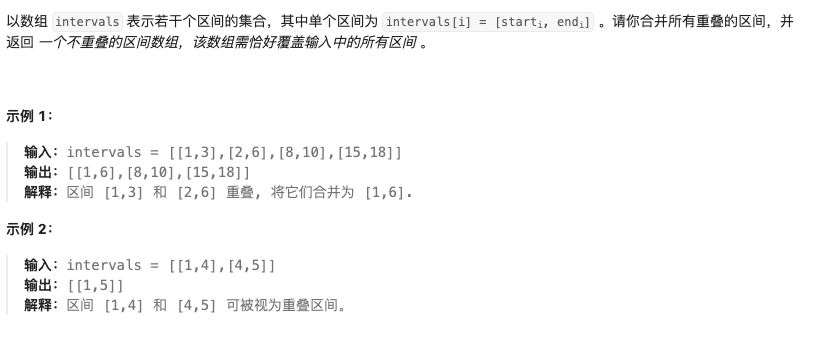 以数组 intervals 表示若干个区间的集合，其中单个区间为 intervals[i] = [starti, endi] 。请你合并所有重叠的区间，并
返回 一个不重叠的区间数组，该数组需恰好覆盖输入中的所有区间 。
示例 1：
输入：intervals = [[1,3],[2,6],[8,10],[15,18]]
输出：[[1,6],[8,10],[15,18]]
解释：区间 [1,3] 和 [2,6] 重叠, 将它们合并为 [1,6].
示例 2：
输入：intervals = [[1,4],[4,5]]
输出：[[1,5]]
解释：区间 [1,4] 和 [4,5] 可被视为重叠区间。